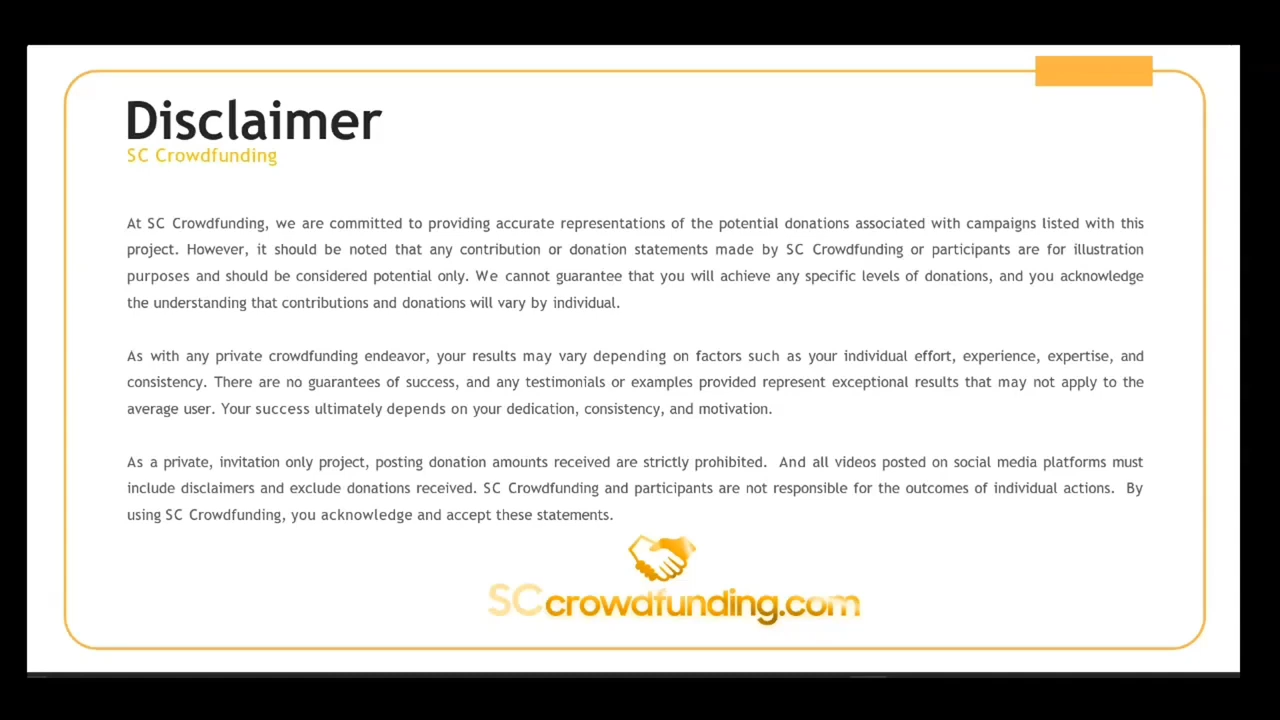 Disclaimer
SC Crowdfunding
At SC Crowdfunding, we are committed to providing accurate representations of the potential donations associated with campaigns listed with this
project. However, it should be noted that any contribution or donation statements made by SC Crowdfunding or participants are for illustration
purposes and should be considered potential only. We cannot guarantee that you will achieve any specific levels of donations, and you acknowledge
the understanding that contributions and donations will vary by individual.
As with any private crowdfunding endeavor, your results may vary depending on factors such as your individual effort, experience, expertise, and
consistency. There are no guarantees of success, and any testimonials or examples provided represent exceptional results that may not apply to the
average user. Your success ultimately depends on your dedication, consistency, and motivation.
As a private, invitation only project, posting donation amounts received are strictly prohibited.  And all videos posted on social media platforms must
include disclaimers and exclude donations received. SC Crowdfunding and participants are not responsible for the outcomes of individual actions.  By
using SC Crowdfunding, you acknowledge and accept these statements.
SCcrowdfunding.com